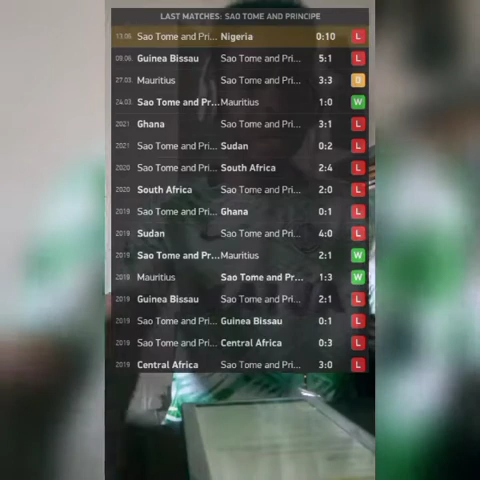 LAST MATCHES: SAO TOME AND PRINCIPE
13.06. Sao Tome and Pri... Nigeria 0:10 L
09.06. Guinea Bissau Sao Tome and Pri... 5:1 L
27.03. Mauritius Sao Tome and Pri... 3:3 D
24.03. Sao Tome and Pr... Mauritius 1:0 W
2021 Ghana Sao Tome and Pri... 3:1 L
2021 Sao Tome and Pri... Sudan 0:2 L
2020 Sao Tome and Pri... South Africa 2:4 L
2020 South Africa Sao Tome and Pri... 2:0 L
2019 Sao Tome and Pri... Ghana 0:1 L
2019 Sudan Sao Tome and Pri... 4:0 L
2019 Sao Tome and Pr... Mauritius 2:1 W
2019 Mauritius Sao Tome and Pr... 1:3 W
2019 Guinea Bissau Sao Tome and Pri... 2:1 L
2019 Sao Tome and Pri... Guinea Bissau 0:1 L
2019 Sao Tome and Pri... Central Africa 0:3 L
2019 Central Africa Sao Tome and Pri... 3:0 L